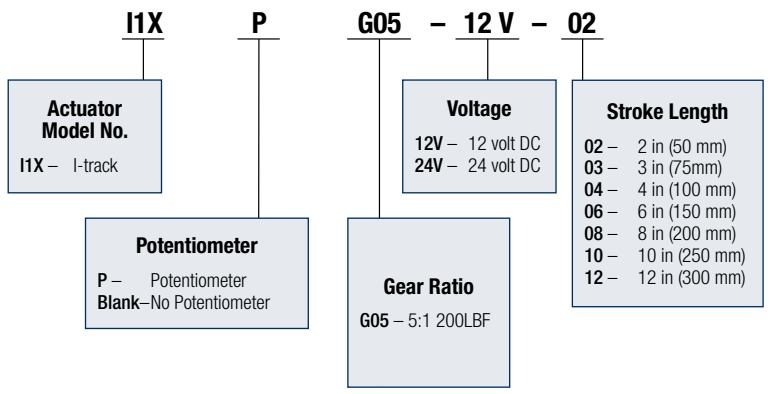 I1X P G05 – 12 V – 02
Actuator
Model No.
I1X – I-track
Potentiometer
P – Potentiometer
Blank–No Potentiometer
Gear Ratio
G05 – 5:1 200LBF
Voltage
12V – 12 volt DC
24V – 24 volt DC
Stroke Length
02 – 2 in (50 mm)
03 – 3 in (75mm)
04 – 4 in (100 mm)
06 – 6 in (150 mm)
08 – 8 in (200 mm)
10 – 10 in (250 mm)
12 – 12 in (300 mm)